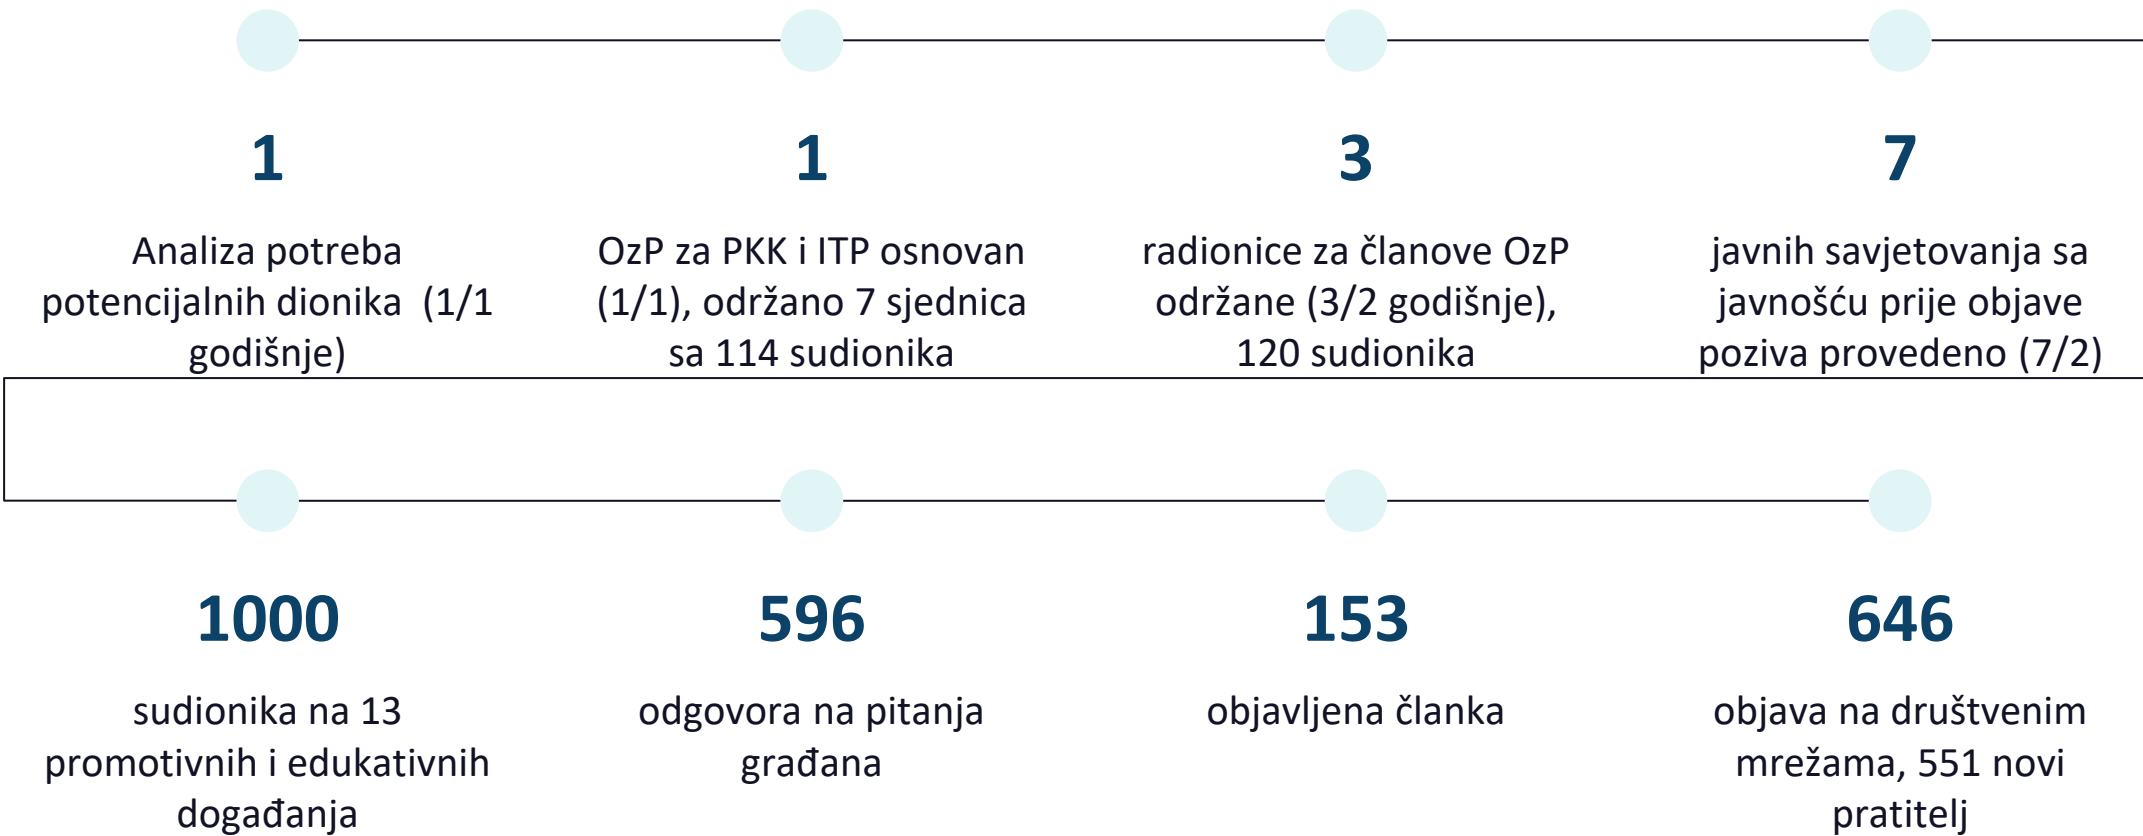 1
Analiza potreba
potencijalnih dionika  (1/1
godišnje)
1
OzP za PKK i ITP osnovan
(1/1), održano 7 sjednica
sa 114 sudionika
3
radionice za članove OzP
održane (3/2 godišnje),
120 sudionika
7
javnih savjetovanja sa
javnošću prije objave
poziva provedeno (7/2)
1000
sudionika na 13
promotivnih i edukativnih
događanja
596
odgovora na pitanja
građana
153
objavljena članka
646
objava na društvenim
mrežama, 551 novi
pratitelj